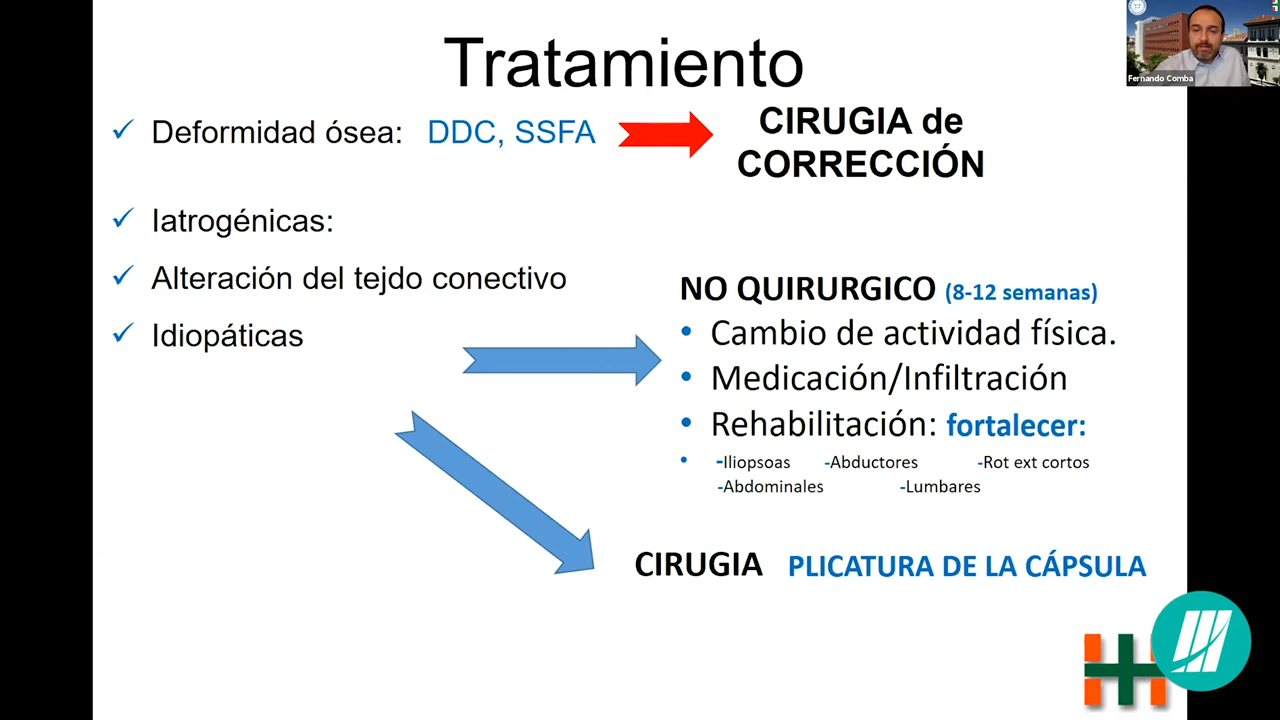 Tratamiento
Fernando Comba
✓ Deformidad ósea: DDC, SSFA
CIRUGIA de
CORRECCIÓN
✓ Iatrogénicas:
✓ Alteración del tejdo conectivo
✓ Idiopáticas
NO QUIRURGICO (8-12 semanas)
• Cambio de actividad física.
• Medicación/Infiltración
• Rehabilitación: fortalecer:
• -Iliopsoas -Abductores -Rot ext cortos
-Abdominales -Lumbares
CIRUGIA PLICATURA DE LA CÁPSULA